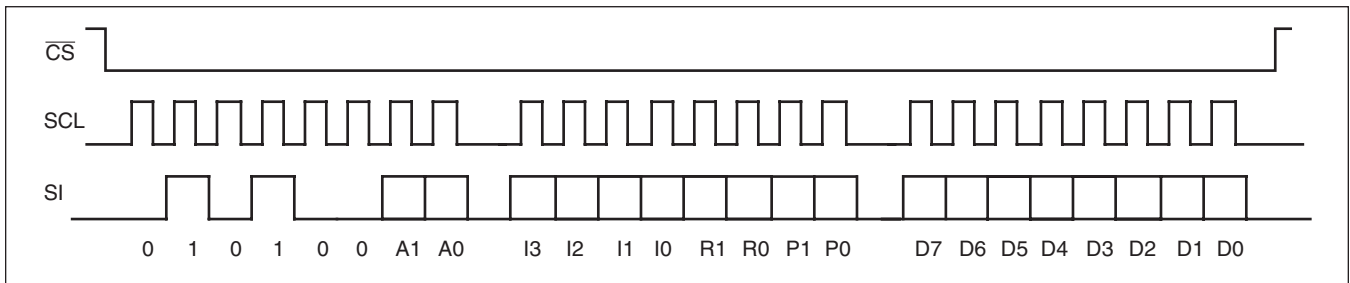 C̅S̅
SCL
SI
0 1 0 1 0 0 A1 A0 I3 I2 I1 I0 R1 R0 P1 P0 D7 D6 D5 D4 D3 D2 D1 D0